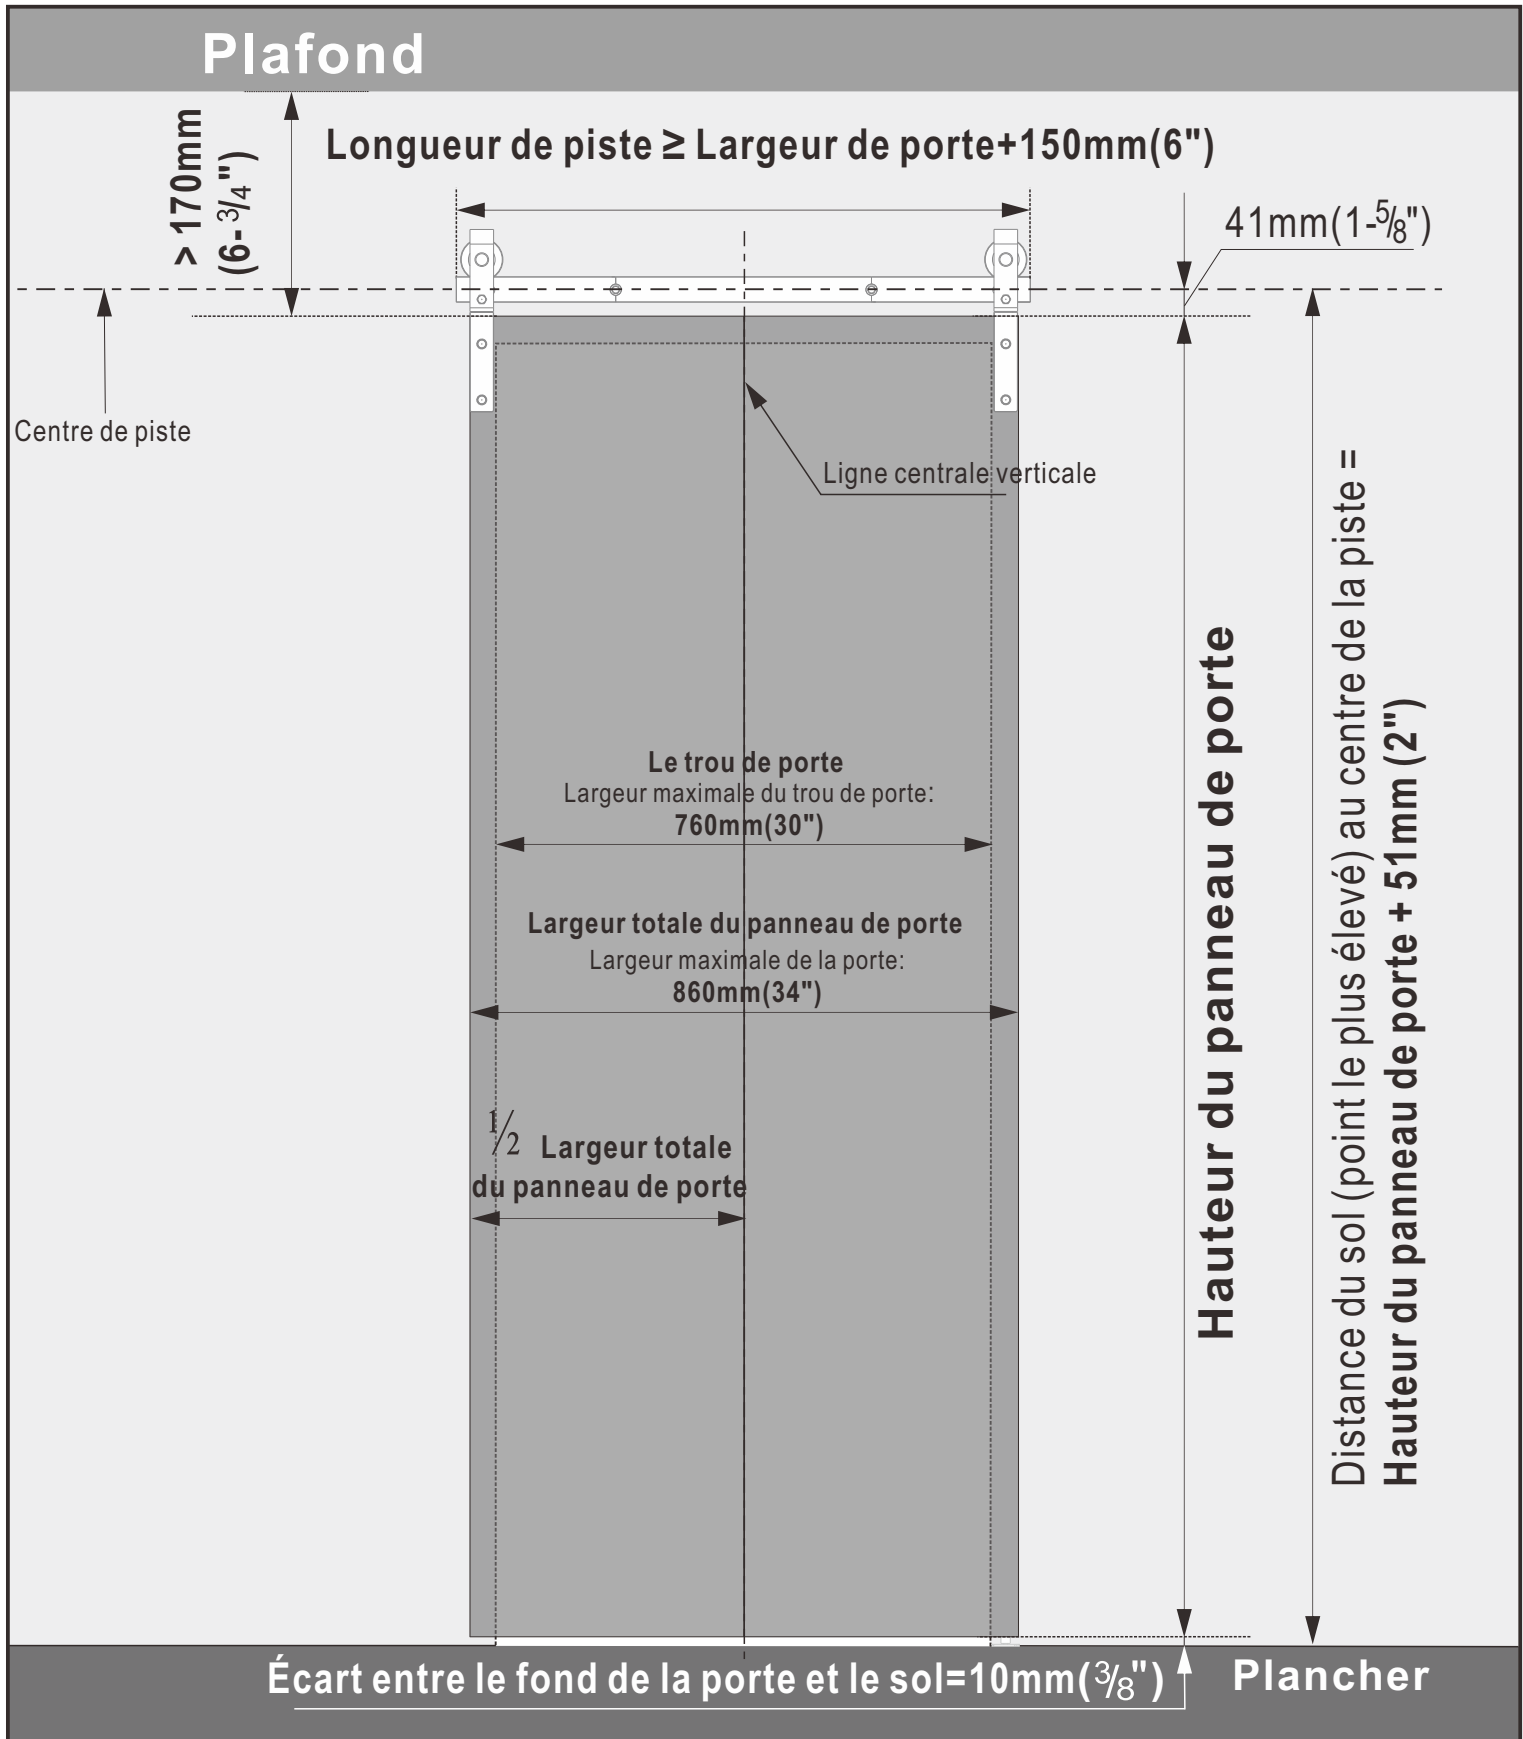 Plafond
Longueur de piste ≥ Largeur de porte+150mm(6")
> 170mm
(6-3/4")
41mm(1-5/8")
Centre de piste
Ligne centrale verticale
Distance du sol (point le plus élevé) au centre de la piste =
Hauteur du panneau de porte + 51mm (2")
Hauteur du panneau de porte
Le trou de porte
Largeur maximale du trou de porte:
760mm(30")
Largeur totale du panneau de porte
Largeur maximale de la porte:
860mm(34")
1/2 Largeur totale
du panneau de porte
Écart entre le fond de la porte et le sol=10mm(3/8")
Plancher